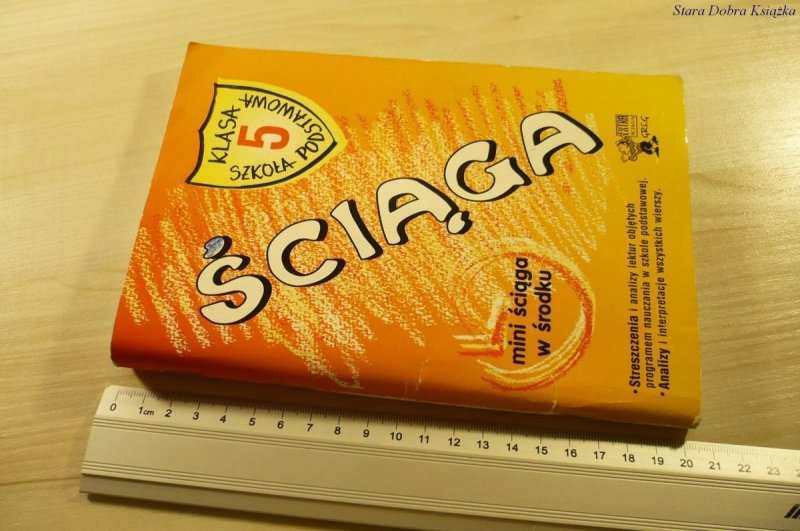 Stara Dobra Książka
KLASA
5
SZKOŁA PODSTAWOWA
ŚCIĄGA
GREG
mini ściąga
w środku
• Streszczenia i analizy lektur objętych
programem nauczania w szkole podstawowej.
• Analizy i interpretacje wszystkich wierszy.
0 1cm 2 3 4 5 6 7 8 9 10 11 12 13 14 15 16 17 18 19 20 21 22 23